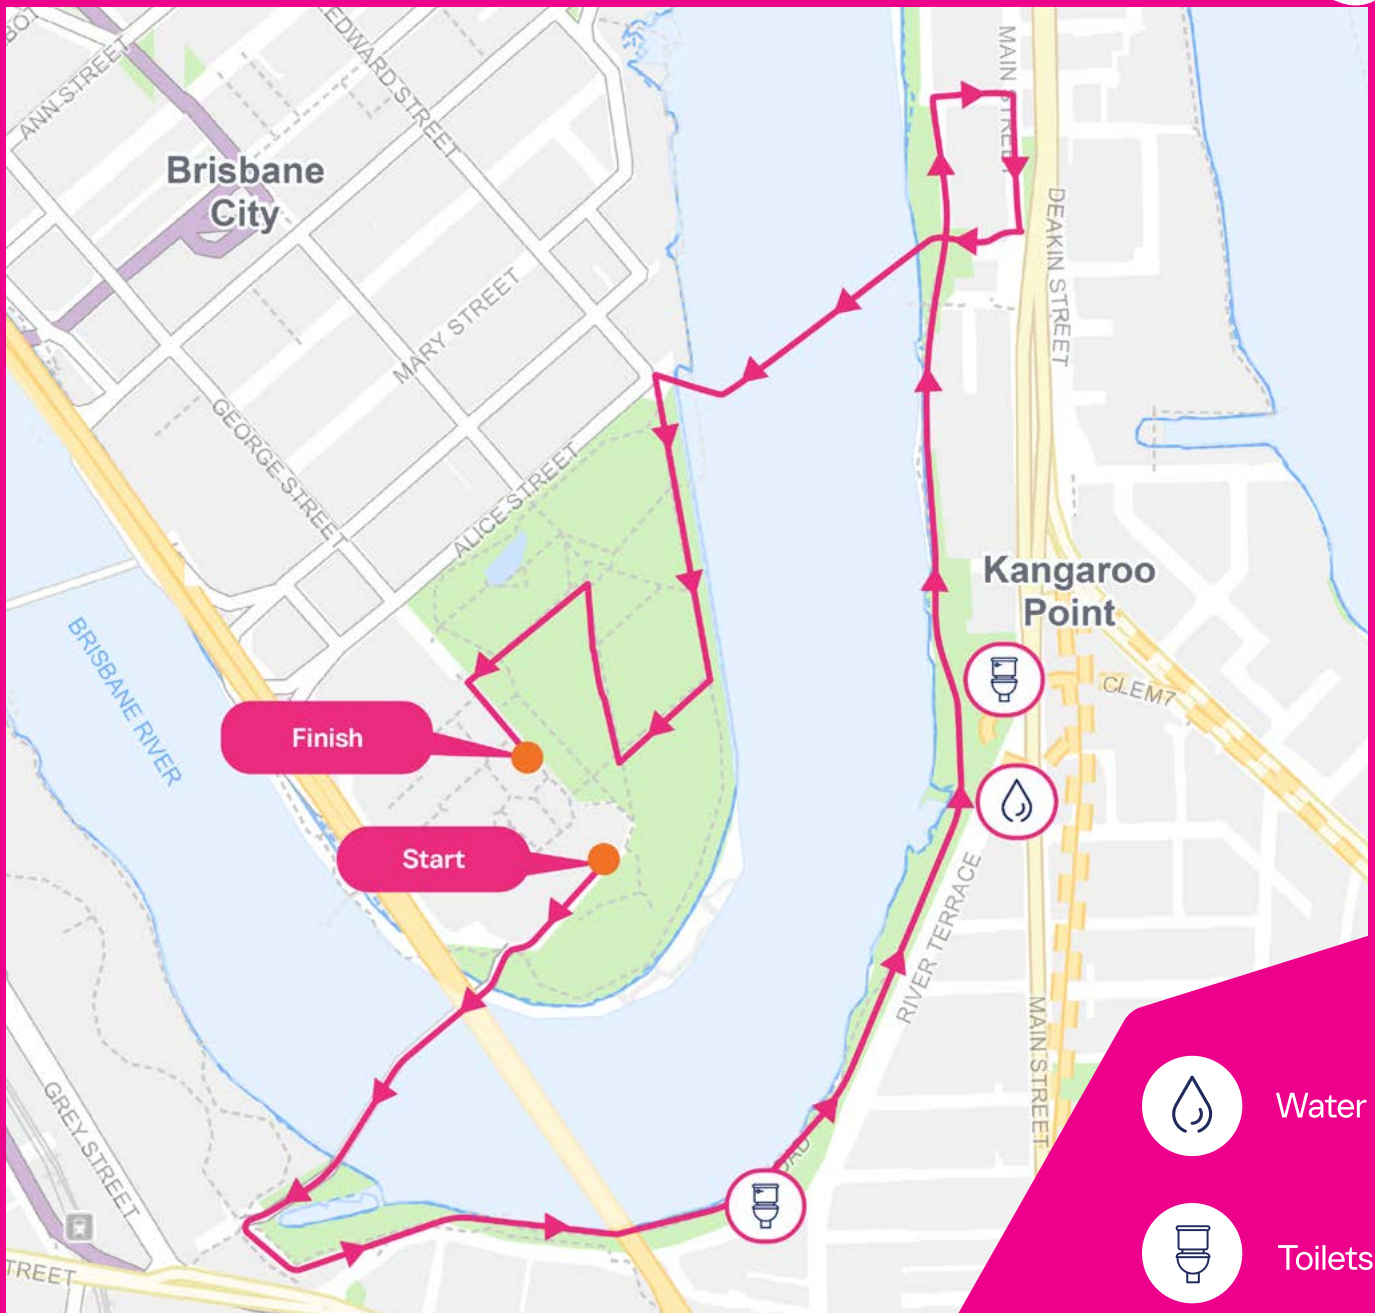 ANN STREET
EDWARD STREET
MAIN STREET
Brisbane
City
DEAKIN STREET
MARY STREET
GEORGE STREET
ALICE STREET
Kangaroo
Point
BRISBANE RIVER
CLEM7
Finish
Start
RIVER TERRACE
MAIN STREET
GREY STREET
Water
Toilets